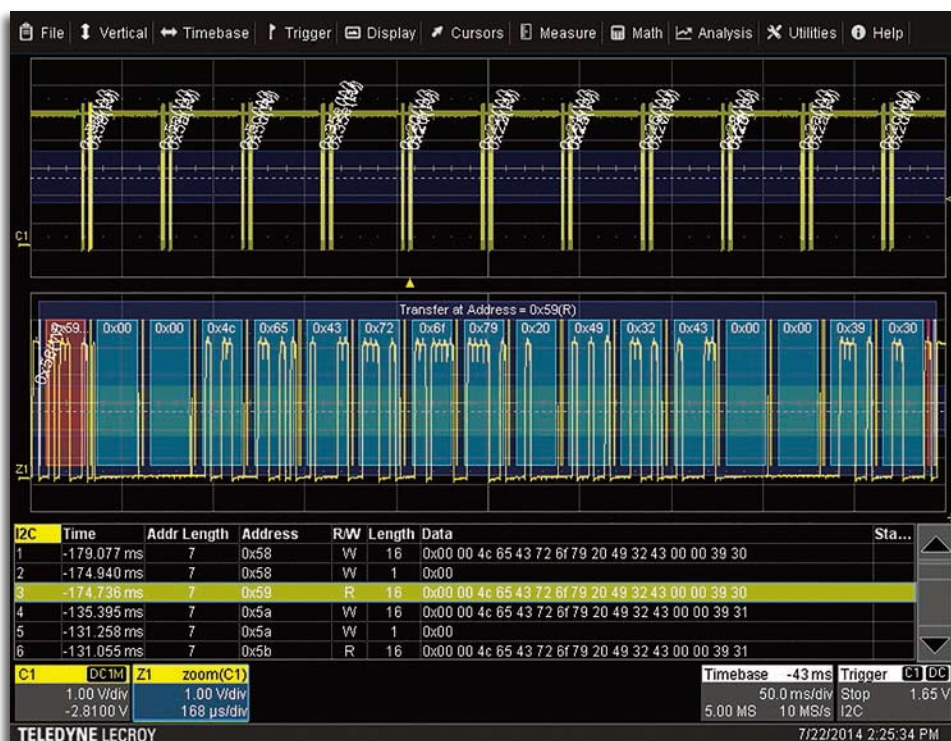 File Vertical Timebase Trigger Display Cursors Measure Math Analysis Utilities Help
C1
Transfer at Address = 0x59(R)
0x59... 0x00 0x00 0x4c 0x65 0x43 0x72 0x6f 0x79 0x20 0x49 0x32 0x43 0x00 0x00 0x39 0x30
Z1
I2C Time Addr Length Address R/W Length Data Sta...
1 -179.077 ms 7 0x58 W 16 0x00 00 4c 65 43 72 6f 79 20 49 32 43 00 00 39 30
2 -174.940 ms 7 0x58 W 1 0x00
3 -174.736 ms 7 0x59 R 16 0x00 00 4c 65 43 72 6f 79 20 49 32 43 00 00 39 30
4 -135.395 ms 7 0x5a W 16 0x00 00 4c 65 43 72 6f 79 20 49 32 43 00 00 39 31
5 -131.258 ms 7 0x5a W 1 0x00
6 -131.055 ms 7 0x5b R 16 0x00 00 4c 65 43 72 6f 79 20 49 32 43 00 00 39 31
C1 DC1M Z1 zoom(C1) Timebase -43 ms Trigger C1 DC
1.00 V/div 1.00 V/div 50.0 ms/div Stop 1.65 V
-2.8100 V 168 µs/div 5.00 MS 10 MS/s I2C
TELEDYNE LECROY 7/22/2014 2:25:34 PM